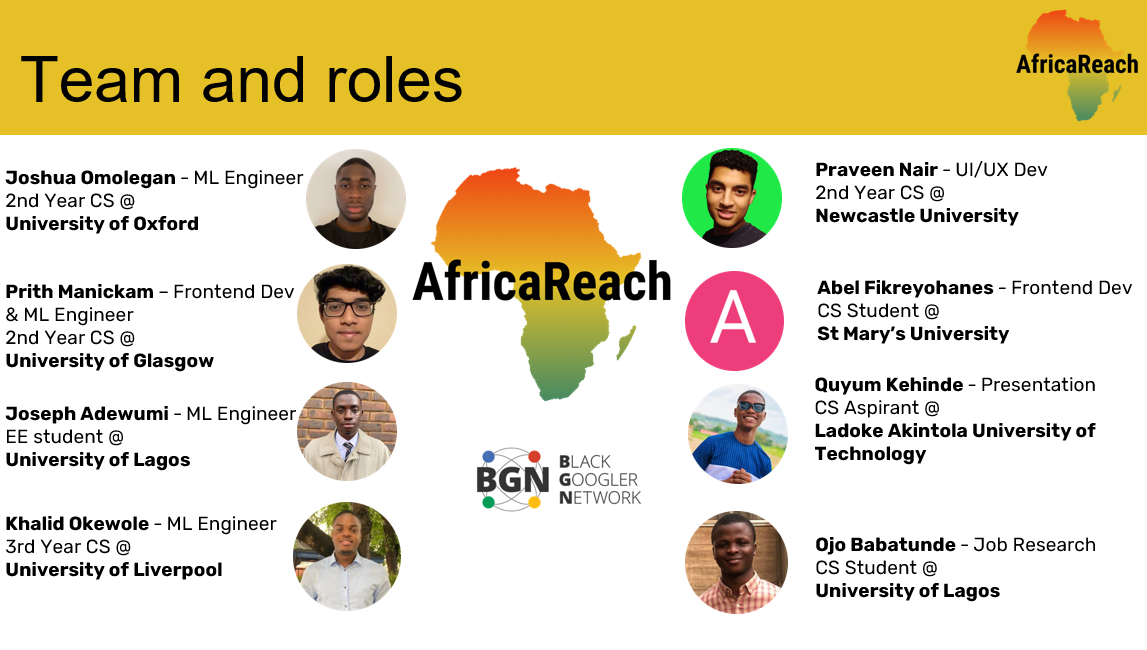 Team and roles
AfricaReach
Joshua Omolegan - ML Engineer
2nd Year CS @
University of Oxford
Prith Manickam – Frontend Dev
& ML Engineer
2nd Year CS @
University of Glasgow
Joseph Adewumi - ML Engineer
EE student @
University of Lagos
Khalid Okewole - ML Engineer
3rd Year CS @
University of Liverpool
AfricaReach
BGN
BLACK
GOOGLER
NETWORK
Praveen Nair - UI/UX Dev
2nd Year CS @
Newcastle University
A
Abel Fikreyohanes - Frontend Dev
CS Student @
St Mary’s University
Quyum Kehinde - Presentation
CS Aspirant @
Ladoke Akintola University of
Technology
Ojo Babatunde - Job Research
CS Student @
University of Lagos